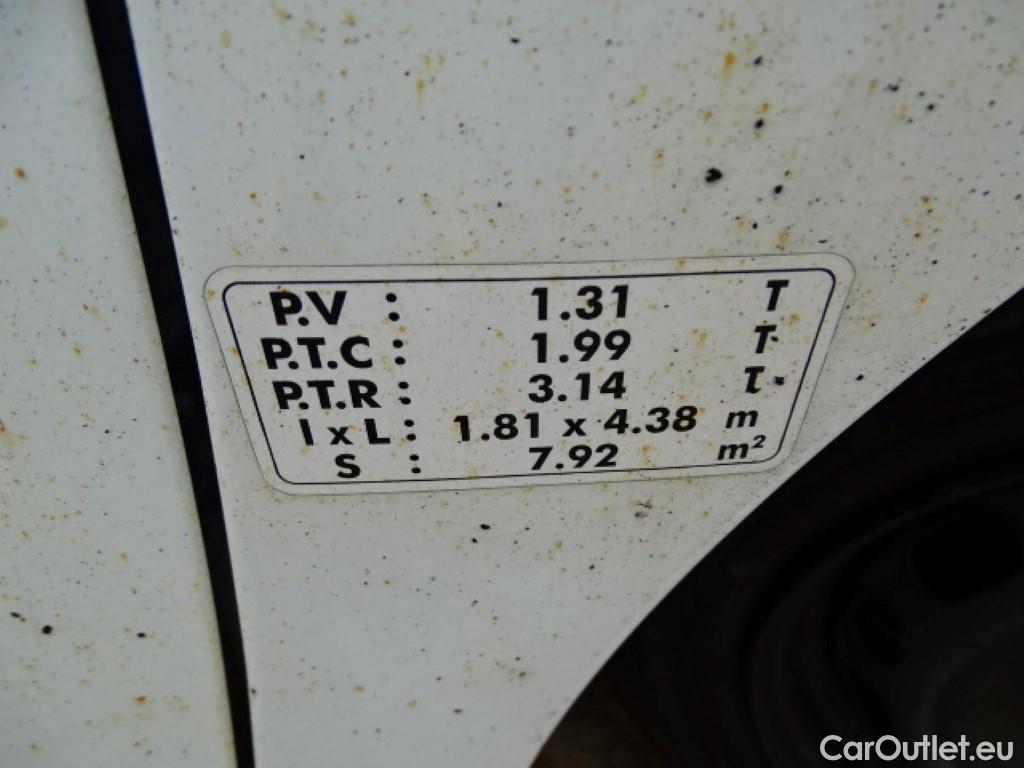 P.V : 1.31 T
P.T.C : 1.99 T
P.T.R : 3.14 T
l x L : 1.81 x 4.38 m
S : 7.92 m²
CarOutlet.eu